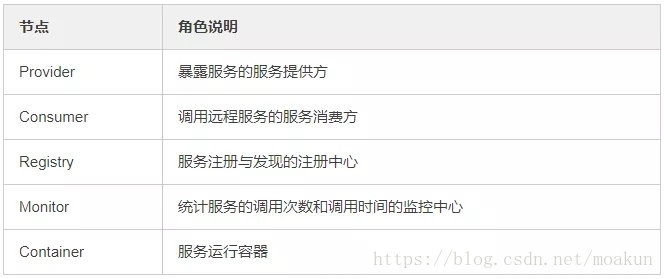 节点 角色说明
Provider 暴露服务的服务提供方
Consumer 调用远程服务的服务消费方
Registry 服务注册与发现的注册中心
Monitor 统计服务的调用次数和调用时间的监控中心
Container 服务运行容器
https://blog.csdn.net/moakun